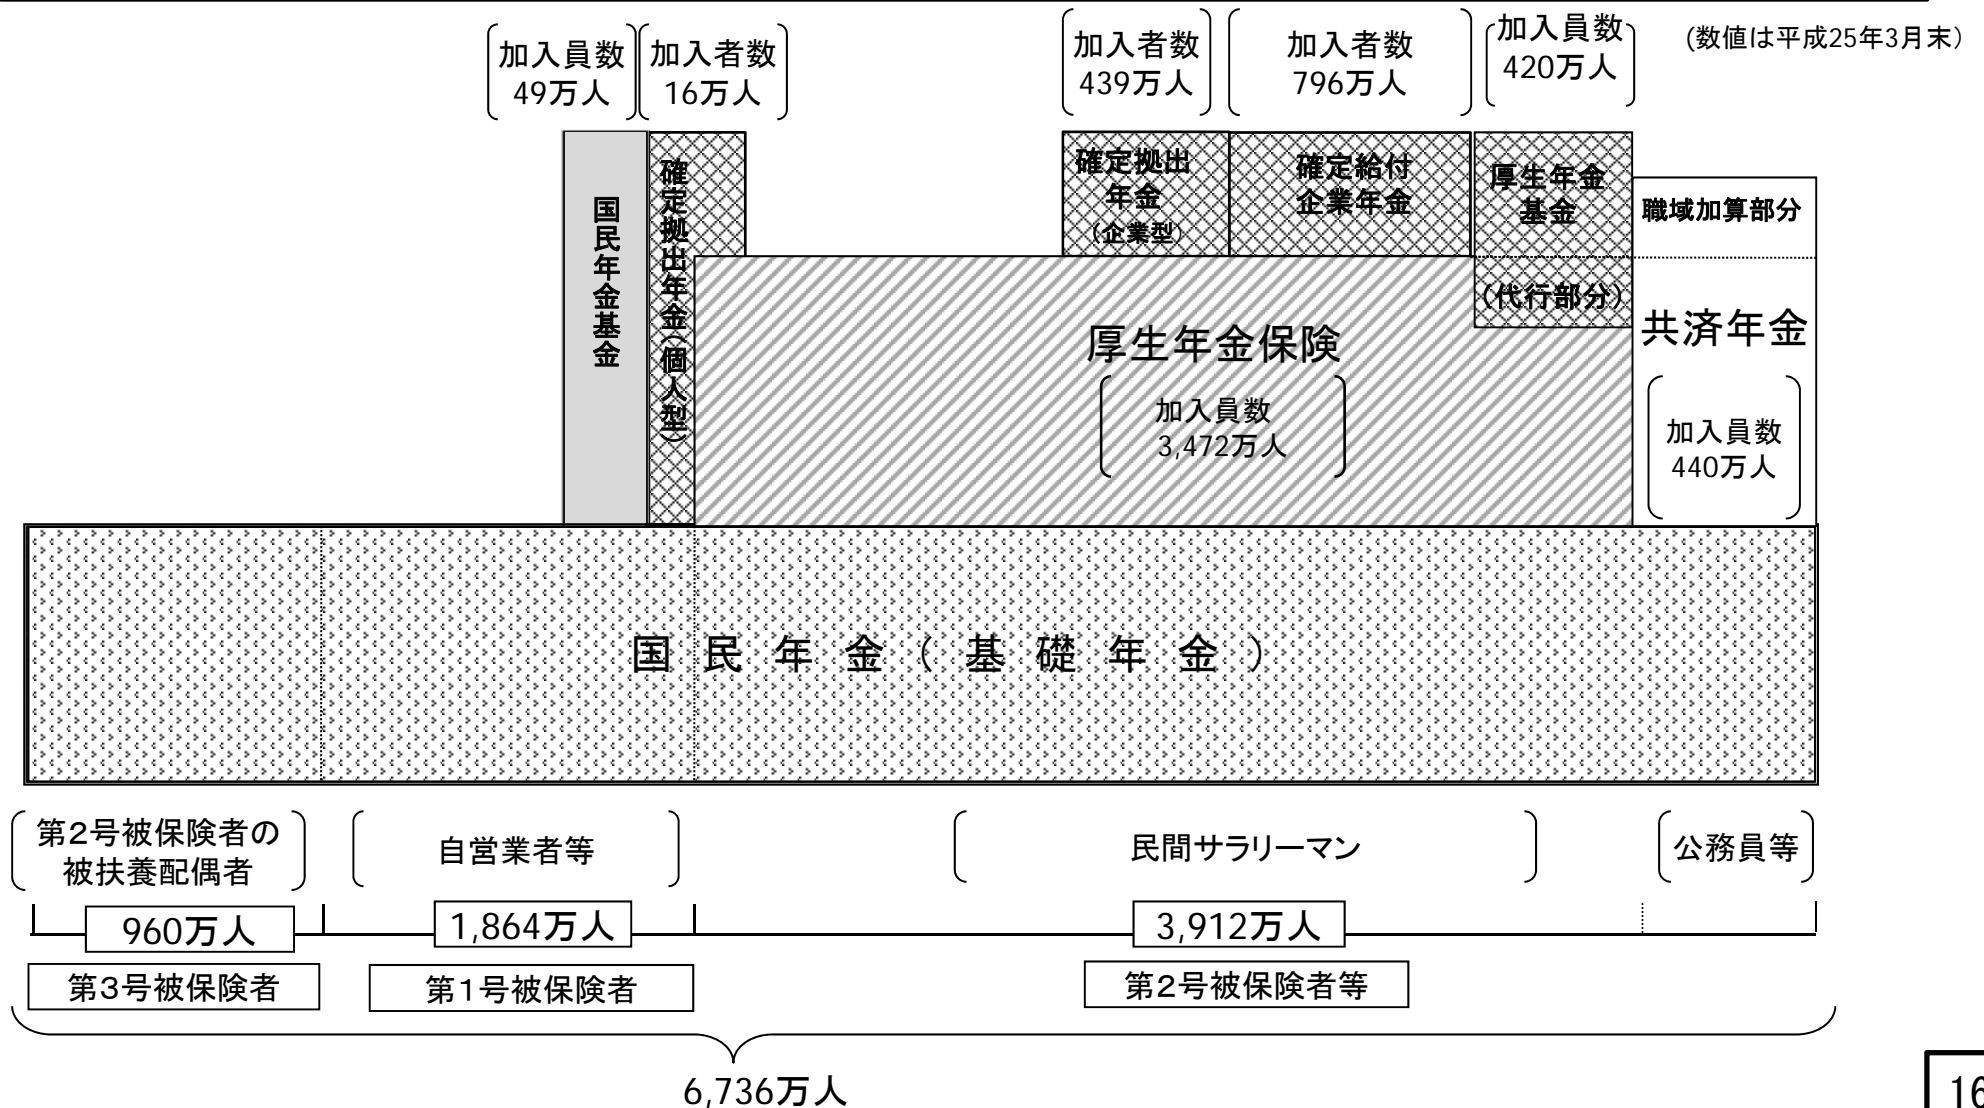 (数値は平成25年3月末)
加入員数
49万人
加入者数
16万人
加入者数
439万人
加入者数
796万人
加入員数
420万人
国民年金基金
確定拠出年金(個人型)
確定拠出
年金
(企業型)
確定給付
企業年金
厚生年金
基金
(代行部分)
職域加算部分
厚生年金保険
加入員数
3,472万人
共済年金
加入員数
440万人
国民年金(基礎年金)
第2号被保険者の
被扶養配偶者
自営業者等
民間サラリーマン
公務員等
960万人
1,864万人
3,912万人
第3号被保険者
第1号被保険者
第2号被保険者等
6,736万人
16